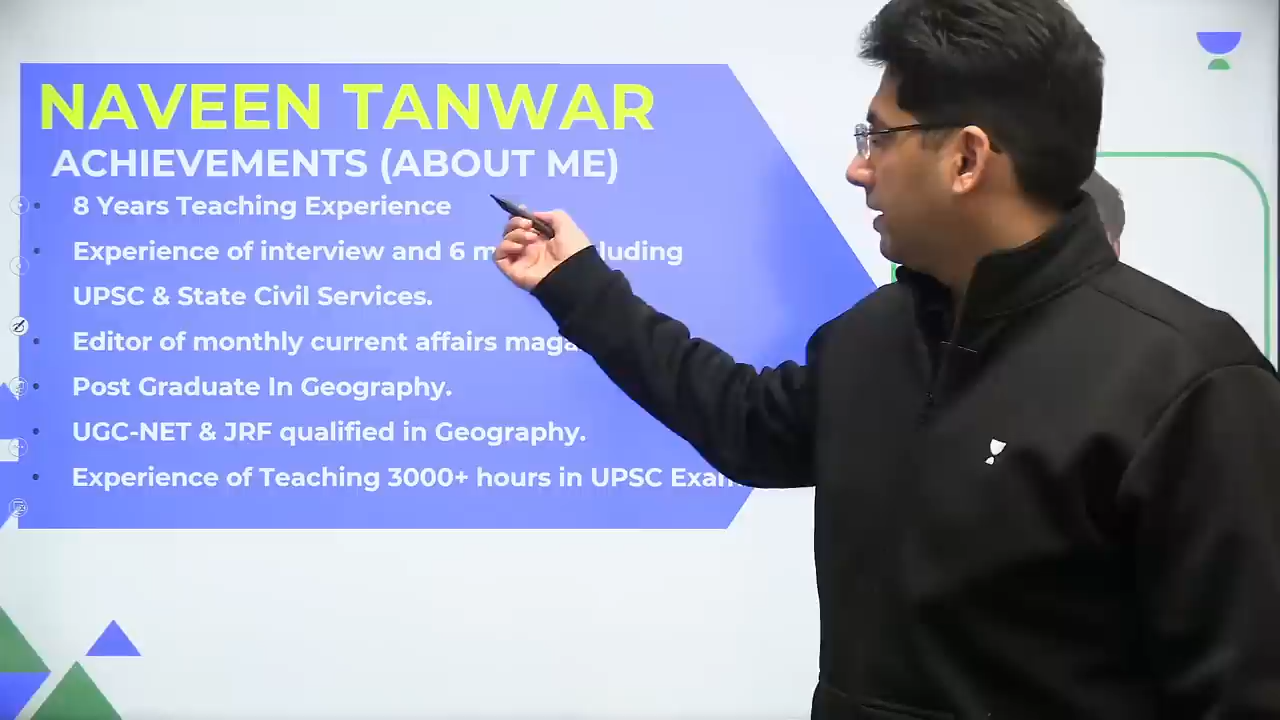 NAVEEN TANWAR
ACHIEVEMENTS (ABOUT ME)
• 8 Years Teaching Experience
• Experience of interview and 6
UPSC & State Civil Services.
• Editor of monthly current affairs
• Post Graduate In Geography.
• UGC-NET & JRF qualified in Geography.
• Experience of Teaching 3000+ hours in UPSC